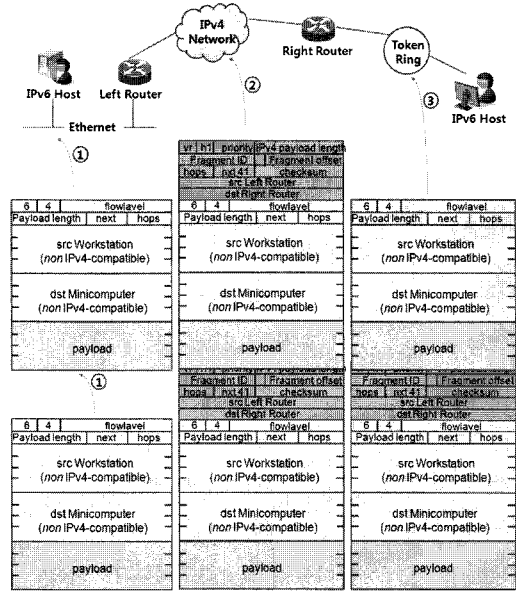 IPv4
Network
Right Router
Token
Ring
IPv6 Host
Left Router
②
③
IPv6 Host
Ethernet
①
vr h1 priority IPv4 payload length
Fragment ID Fragment offset
hops nxt 41 checksum
src Left Router
dst Right Router
6 4 flowlavel
Payload length next hops
src Workstation
(non IPv4-compatible)
dst Minicomputer
(non IPv4-compatible)
payload
6 4 flowlavel
Payload length next hops
src Workstation
(non IPv4-compatible)
dst Minicomputer
(non IPv4-compatible)
payload
6 4 flowlavel
Payload length next hops
src Workstation
(non IPv4-compatible)
dst Minicomputer
(non IPv4-compatible)
payload
①
Fragment ID Fragment offset
hops nxt 41 checksum
src Left Router
dst Right Router
Fragment ID Fragment offset
hops nxt 41 checksum
src Left Router
dst Right Router
6 4 flowlavel
Payload length next hops
src Workstation
(non IPv4-compatible)
dst Minicomputer
(non IPv4-compatible)
payload
6 4 flowlavel
Payload length next hops
src Workstation
(non IPv4-compatible)
dst Minicomputer
(non IPv4-compatible)
payload
6 4 flowlavel
Payload length next hops
src Workstation
(non IPv4-compatible)
dst Minicomputer
(non IPv4-compatible)
payload